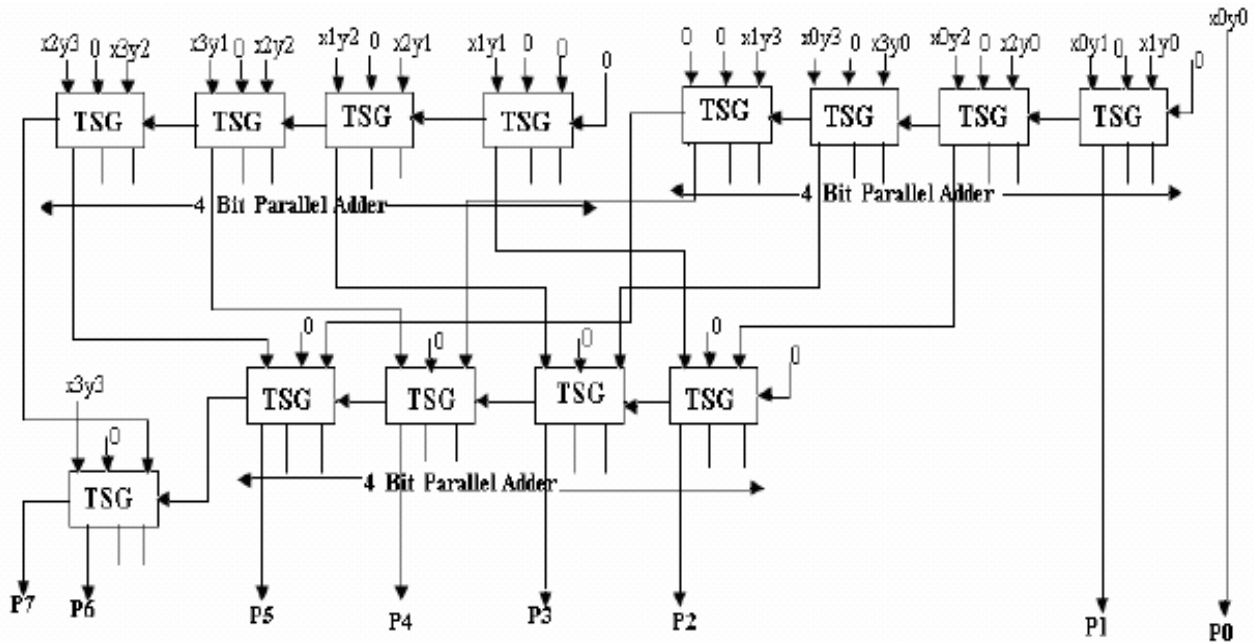 x0y0
x2y3 0 x3y2 x3y1 0 x2y2 x1y2 0 x2y1 x1y1 0 0 0 0 0 x1y3 x0y3 0 x3y0 x0y2 0 x2y0 x0y1 0 x1y0 0
TSG TSG TSG TSG TSG TSG TSG TSG
4 Bit Parallel Adder 4 Bit Parallel Adder
0 0 0 0 0
TSG TSG TSG TSG
x3y3
0
4 Bit Parallel Adder
TSG
P7 P6 P5 P4 P3 P2 P1 P0